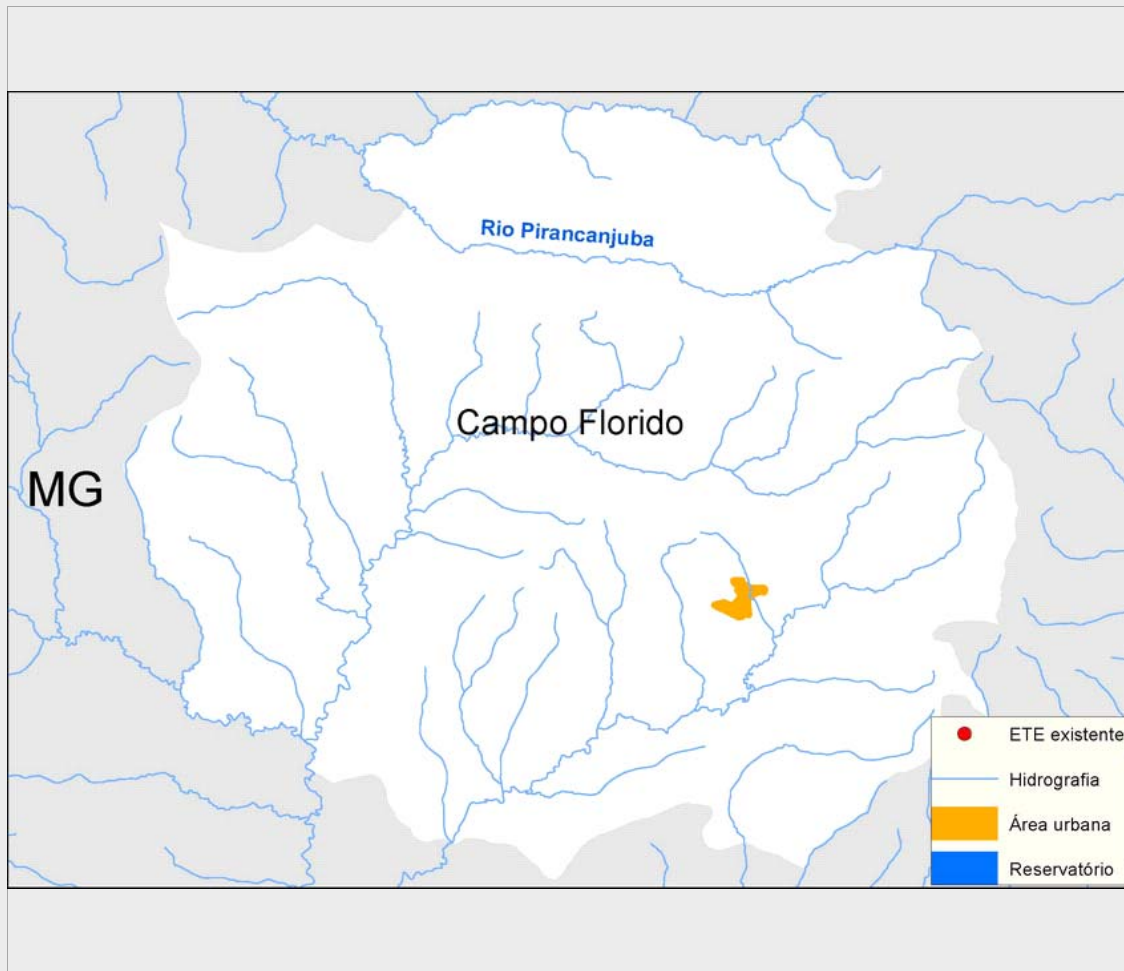 Rio Pirancanjuba
Campo Florido
MG
ETE existente
Hidrografia
Área urbana
Reservatório